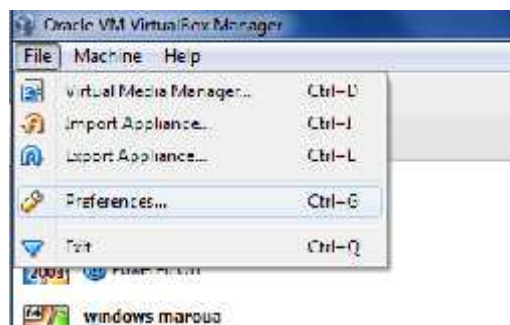 Oracle VM VirtualBox Manager
File Machine Help
Virtual Media Manager... Ctrl+D
Import Appliance... Ctrl+I
Export Appliance... Ctrl+E
Preferences... Ctrl+G
Exit Ctrl+Q
2003
windows maroua